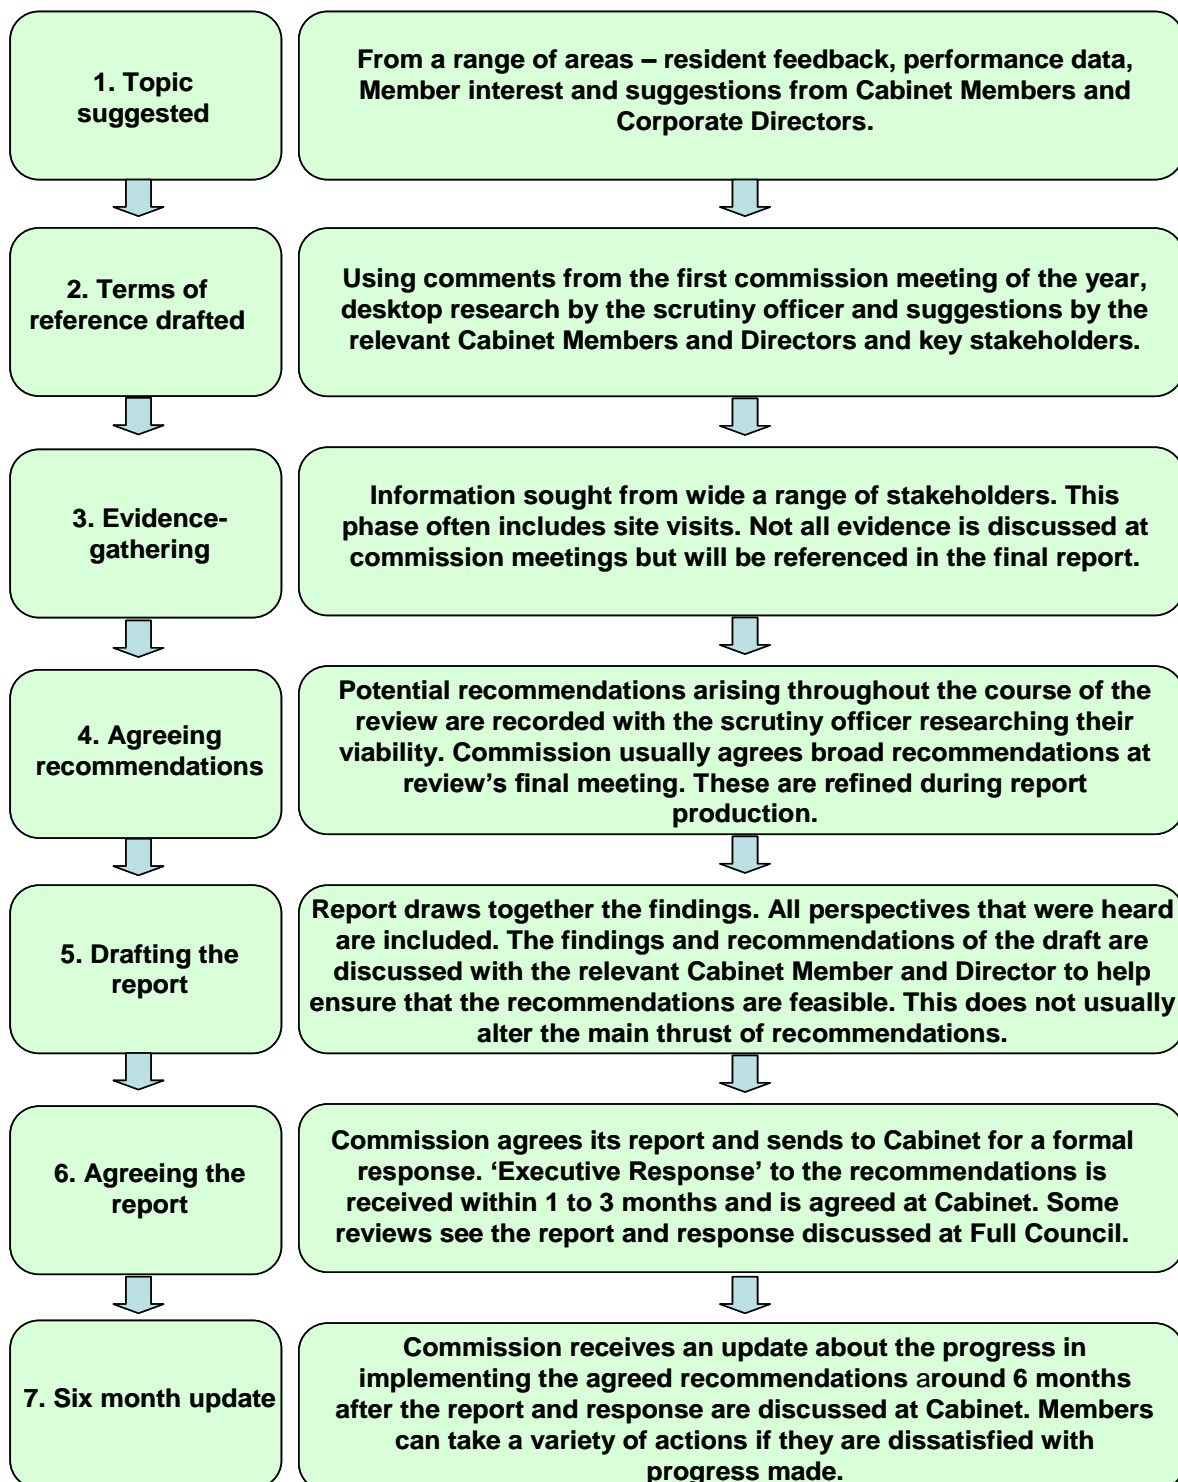 1. Topic
suggested
From a range of areas – resident feedback, performance data,
Member interest and suggestions from Cabinet Members and
Corporate Directors.
2. Terms of
reference drafted
Using comments from the first commission meeting of the year,
desktop research by the scrutiny officer and suggestions by the
relevant Cabinet Members and Directors and key stakeholders.
3. Evidence-
gathering
Information sought from wide a range of stakeholders. This
phase often includes site visits. Not all evidence is discussed at
commission meetings but will be referenced in the final report.
4. Agreeing
recommendations
Potential recommendations arising throughout the course of the
review are recorded with the scrutiny officer researching their
viability. Commission usually agrees broad recommendations at
review’s final meeting. These are refined during report
production.
5. Drafting the
report
Report draws together the findings. All perspectives that were heard
are included. The findings and recommendations of the draft are
discussed with the relevant Cabinet Member and Director to help
ensure that the recommendations are feasible. This does not usually
alter the main thrust of recommendations.
6. Agreeing the
report
Commission agrees its report and sends to Cabinet for a formal
response. ‘Executive Response’ to the recommendations is
received within 1 to 3 months and is agreed at Cabinet. Some
reviews see the report and response discussed at Full Council.
7. Six month update
Commission receives an update about the progress in
implementing the agreed recommendations around 6 months
after the report and response are discussed at Cabinet. Members
can take a variety of actions if they are dissatisfied with
progress made.